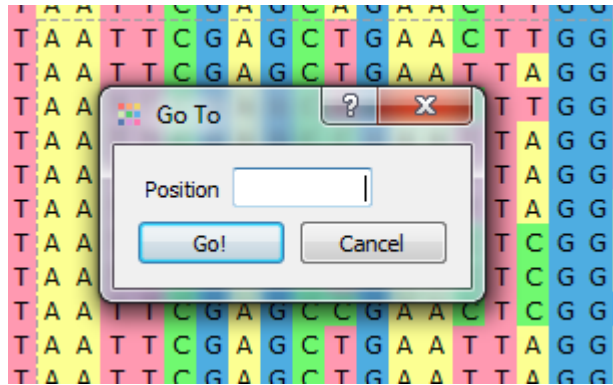 T A A T T C G A G C A G A A C T T G G
T A A T T C G A G C T G A A C T T G G
T A A T T C G A G C T G A A T T A G G
T A A Go To ? X T T G G
T A A T A G G
T A A T A G G
Position
T A A T A G G
T A A Go! Cancel T C G G
T A A T C G G
T A A T T C G A G C C G A A C T C G G
T A A T T C G A G C T G A A T T A G G
T A A T T C G A G C T G A A T T A G G